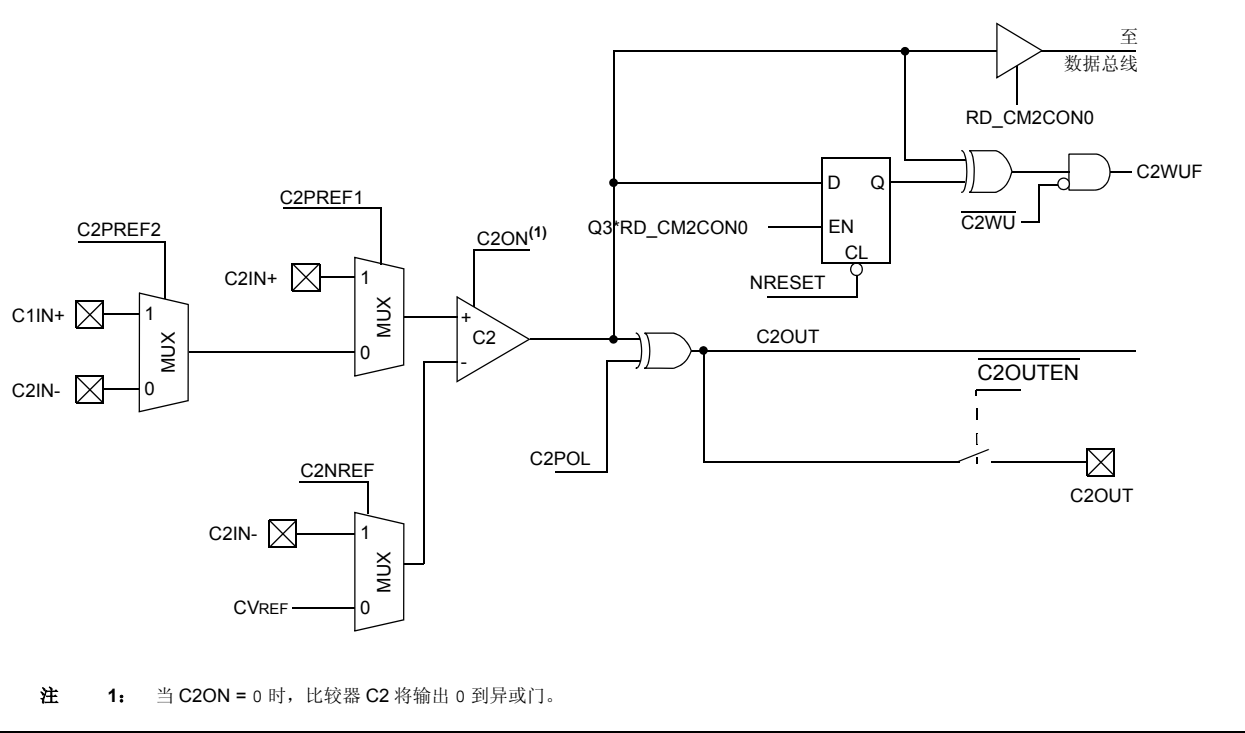 至
数据总线
RD_CM2CON0
C2WUF
D Q
C2WU
Q3*RD_CM2CON0
EN
CL
NRESET
C2PREF1
C2PREF2
C2ON(1)
C2IN+
1
MUX
0
C1IN+
1
MUX
C2IN-
0
+
C2
-
C2OUT
C2OUTEN
C2POL
C2OUT
C2NREF
C2IN-
1
MUX
CVREF
0
注 1: 当 C2ON = 0 时，比较器 C2 将输出 0 到异或门。